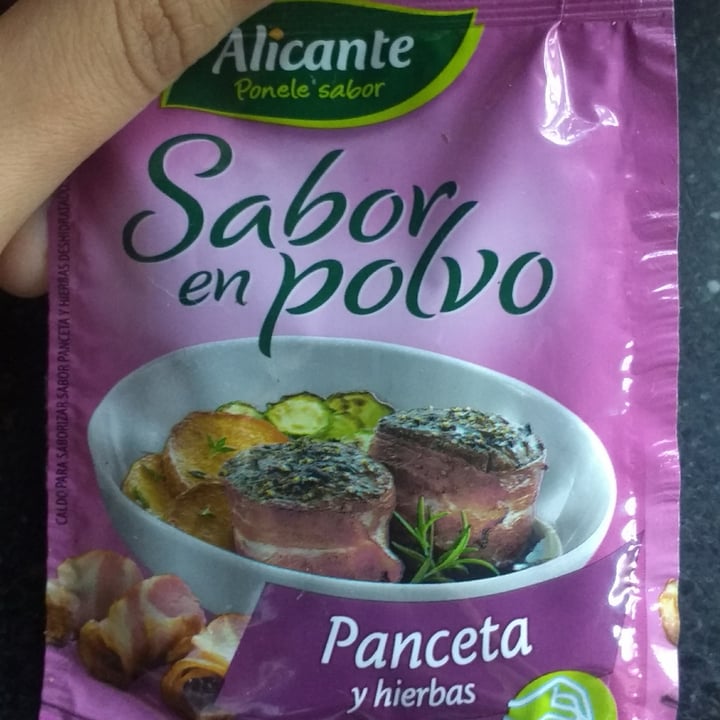 Alicante
Ponele sabor
Sabor
en polvo
Panceta
y hierbas
CALDO PARA SABORIZAR SABOR PANCETA Y HIERBAS DESHIDRATADO